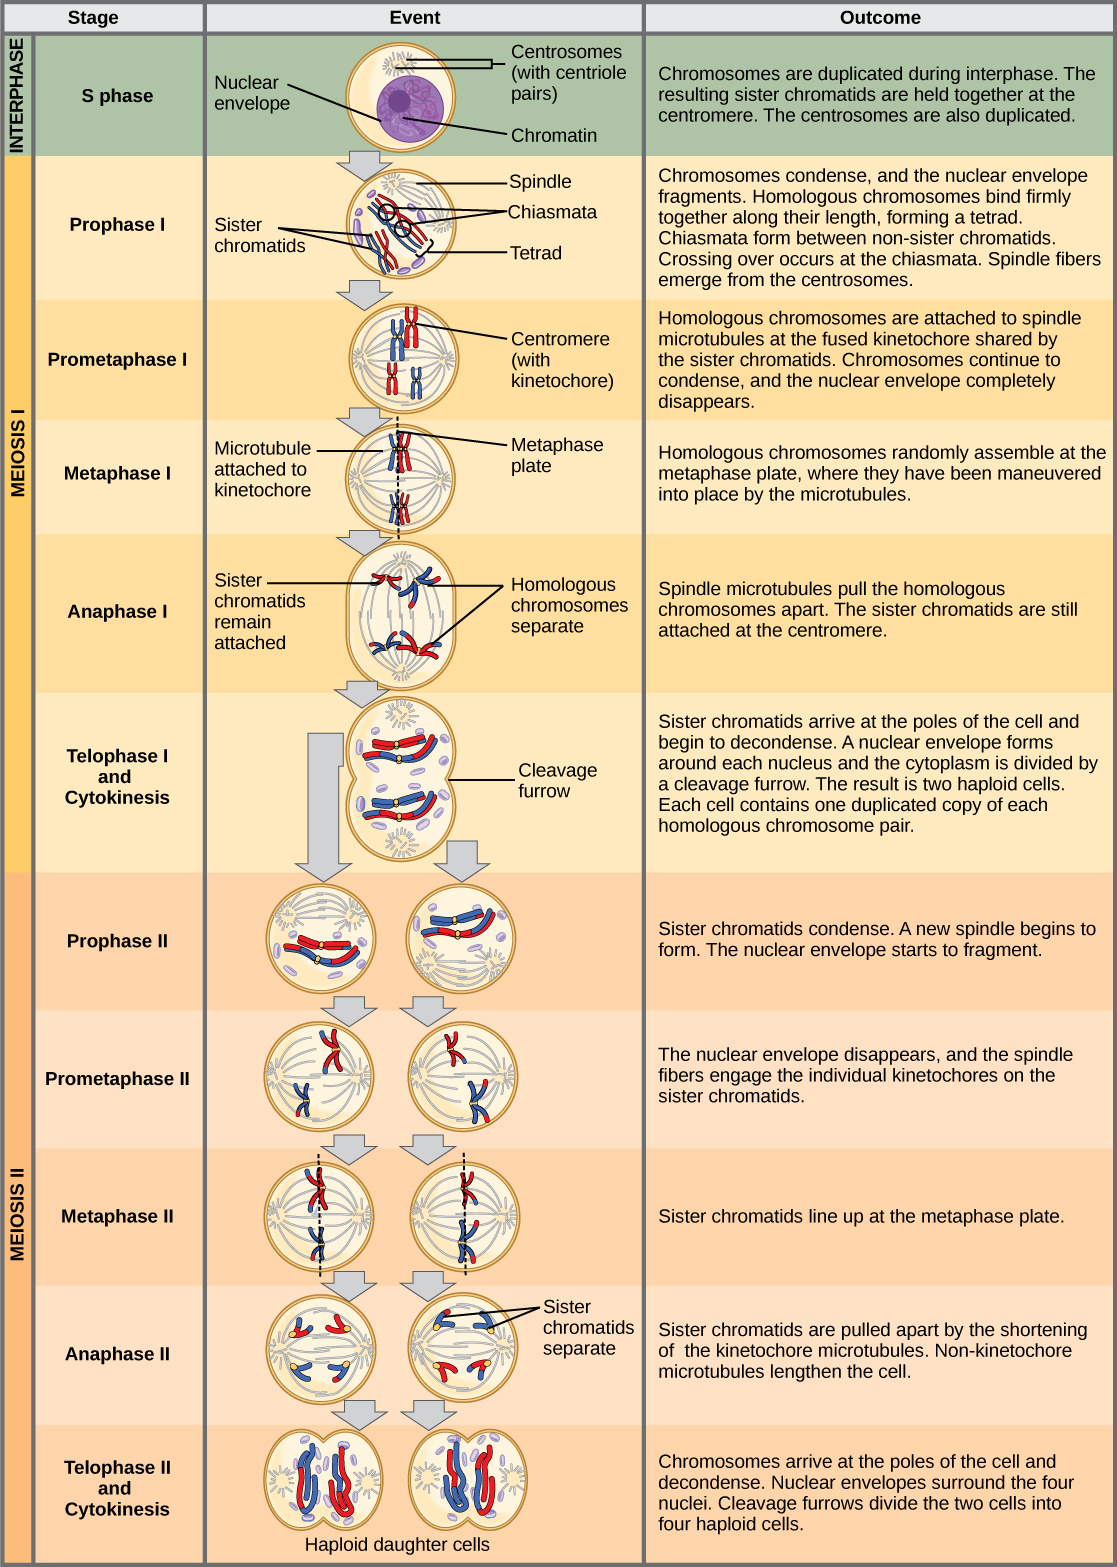 Stage
Event
Outcome
INTERPHASE
S phase
Nuclear
envelope
Centrosomes
(with centriole
pairs)
Chromatin
Chromosomes are duplicated during interphase. The
resulting sister chromatids are held together at the
centromere. The centrosomes are also duplicated.
MEIOSIS I
Prophase I
Sister
chromatids
Spindle
Chiasmata
Tetrad
Chromosomes condense, and the nuclear envelope
fragments. Homologous chromosomes bind firmly
together along their length, forming a tetrad.
Chiasmata form between non-sister chromatids.
Crossing over occurs at the chiasmata. Spindle fibers
emerge from the centrosomes.
Prometaphase I
Centromere
(with
kinetochore)
Homologous chromosomes are attached to spindle
microtubules at the fused kinetochore shared by
the sister chromatids. Chromosomes continue to
condense, and the nuclear envelope completely
disappears.
Metaphase I
Microtubule
attached to
kinetochore
Metaphase
plate
Homologous chromosomes randomly assemble at the
metaphase plate, where they have been maneuvered
into place by the microtubules.
Anaphase I
Sister
chromatids
remain
attached
Homologous
chromosomes
separate
Spindle microtubules pull the homologous
chromosomes apart. The sister chromatids are still
attached at the centromere.
Telophase I
and
Cytokinesis
Cleavage
furrow
Sister chromatids arrive at the poles of the cell and
begin to decondense. A nuclear envelope forms
around each nucleus and the cytoplasm is divided by
a cleavage furrow. The result is two haploid cells.
Each cell contains one duplicated copy of each
homologous chromosome pair.
MEIOSIS II
Prophase II
Sister chromatids condense. A new spindle begins to
form. The nuclear envelope starts to fragment.
Prometaphase II
The nuclear envelope disappears, and the spindle
fibers engage the individual kinetochores on the
sister chromatids.
Metaphase II
Sister chromatids line up at the metaphase plate.
Anaphase II
Sister
chromatids
separate
Sister chromatids are pulled apart by the shortening
of the kinetochore microtubules. Non-kinetochore
microtubules lengthen the cell.
Telophase II
and
Cytokinesis
Haploid daughter cells
Chromosomes arrive at the poles of the cell and
decondense. Nuclear envelopes surround the four
nuclei. Cleavage furrows divide the two cells into
four haploid cells.